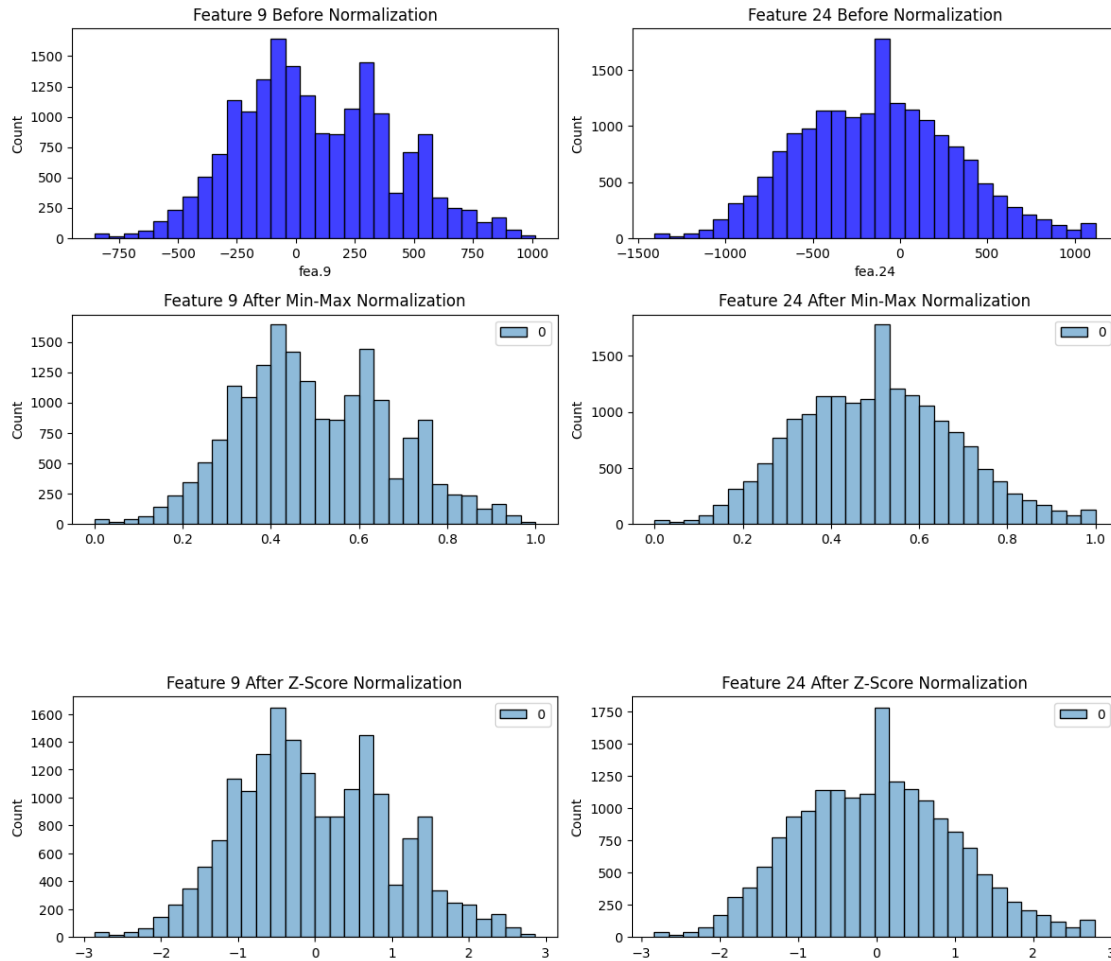 Feature 9 Before Normalization
Count
1500
1250
1000
750
500
250
0
−750 −500 −250 0 250 500 750 1000
fea.9
Feature 24 Before Normalization
Count
1500
1000
500
0
−1500 −1000 −500 0 500 1000
fea.24
Feature 9 After Min-Max Normalization
0
Count
1500
1250
1000
750
500
250
0
0.0 0.2 0.4 0.6 0.8 1.0
Feature 24 After Min-Max Normalization
0
Count
1500
1000
500
0
0.0 0.2 0.4 0.6 0.8 1.0
Feature 9 After Z-Score Normalization
0
Count
1600
1400
1200
1000
800
600
400
200
0
−3 −2 −1 0 1 2 3
Feature 24 After Z-Score Normalization
0
Count
1750
1500
1250
1000
750
500
250
0
−3 −2 −1 0 1 2 3